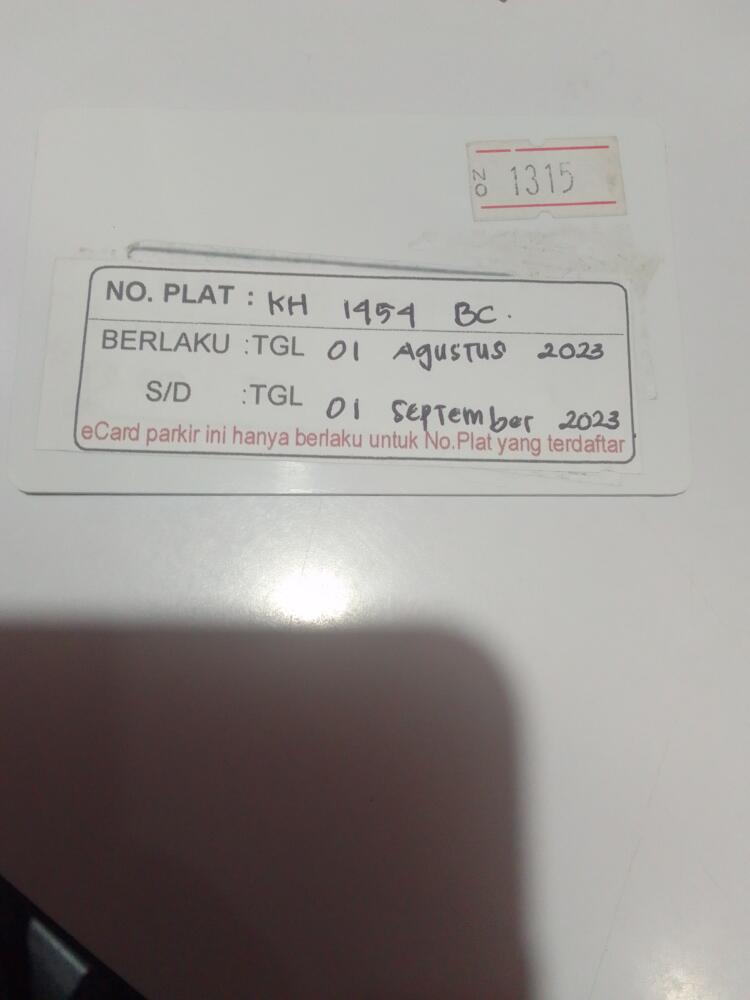 NO 1315
NO. PLAT : KH 1454 BC.
BERLAKU :TGL 01 Agustus 2023
S/D :TGL 01 September 2023
eCard parkir ini hanya berlaku untuk No.Plat yang terdaftar